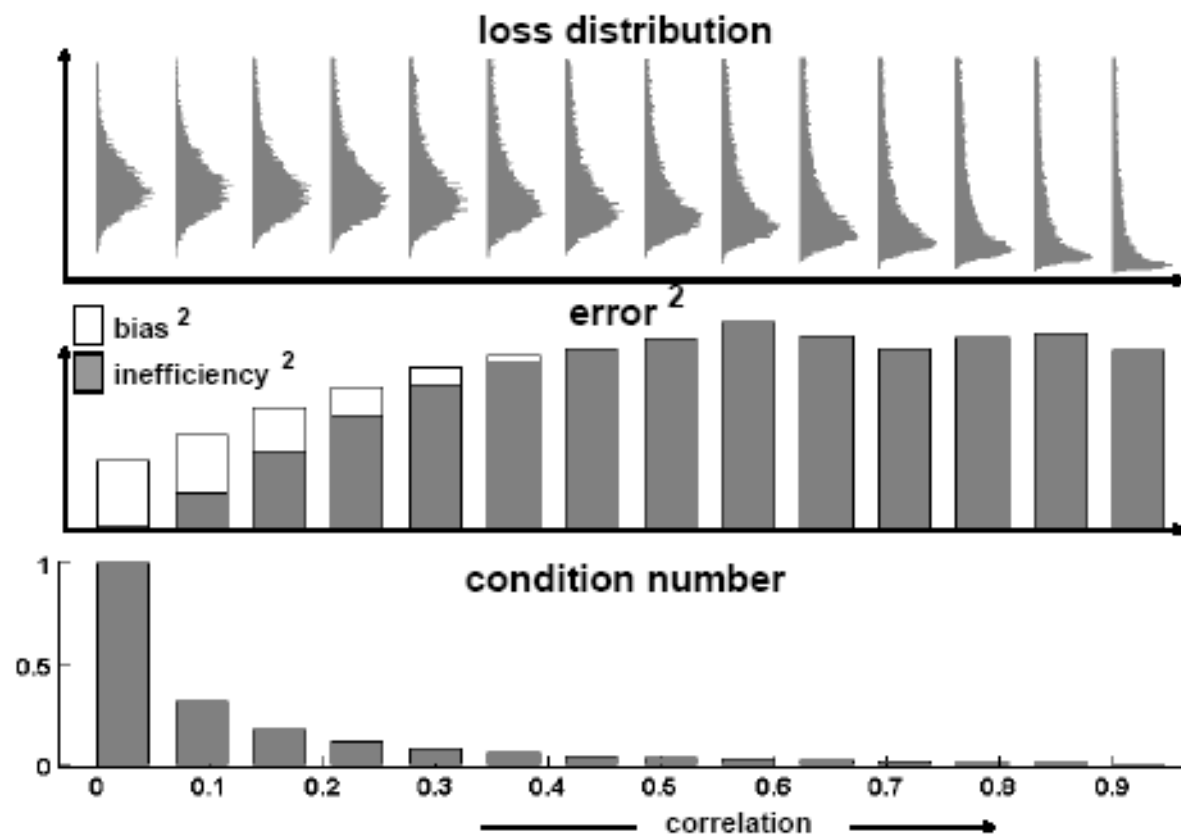 loss distribution
error 2
bias 2
inefficiency 2
condition number
1
0.5
0
0 0.1 0.2 0.3 0.4 0.5 0.6 0.7 0.8 0.9
correlation